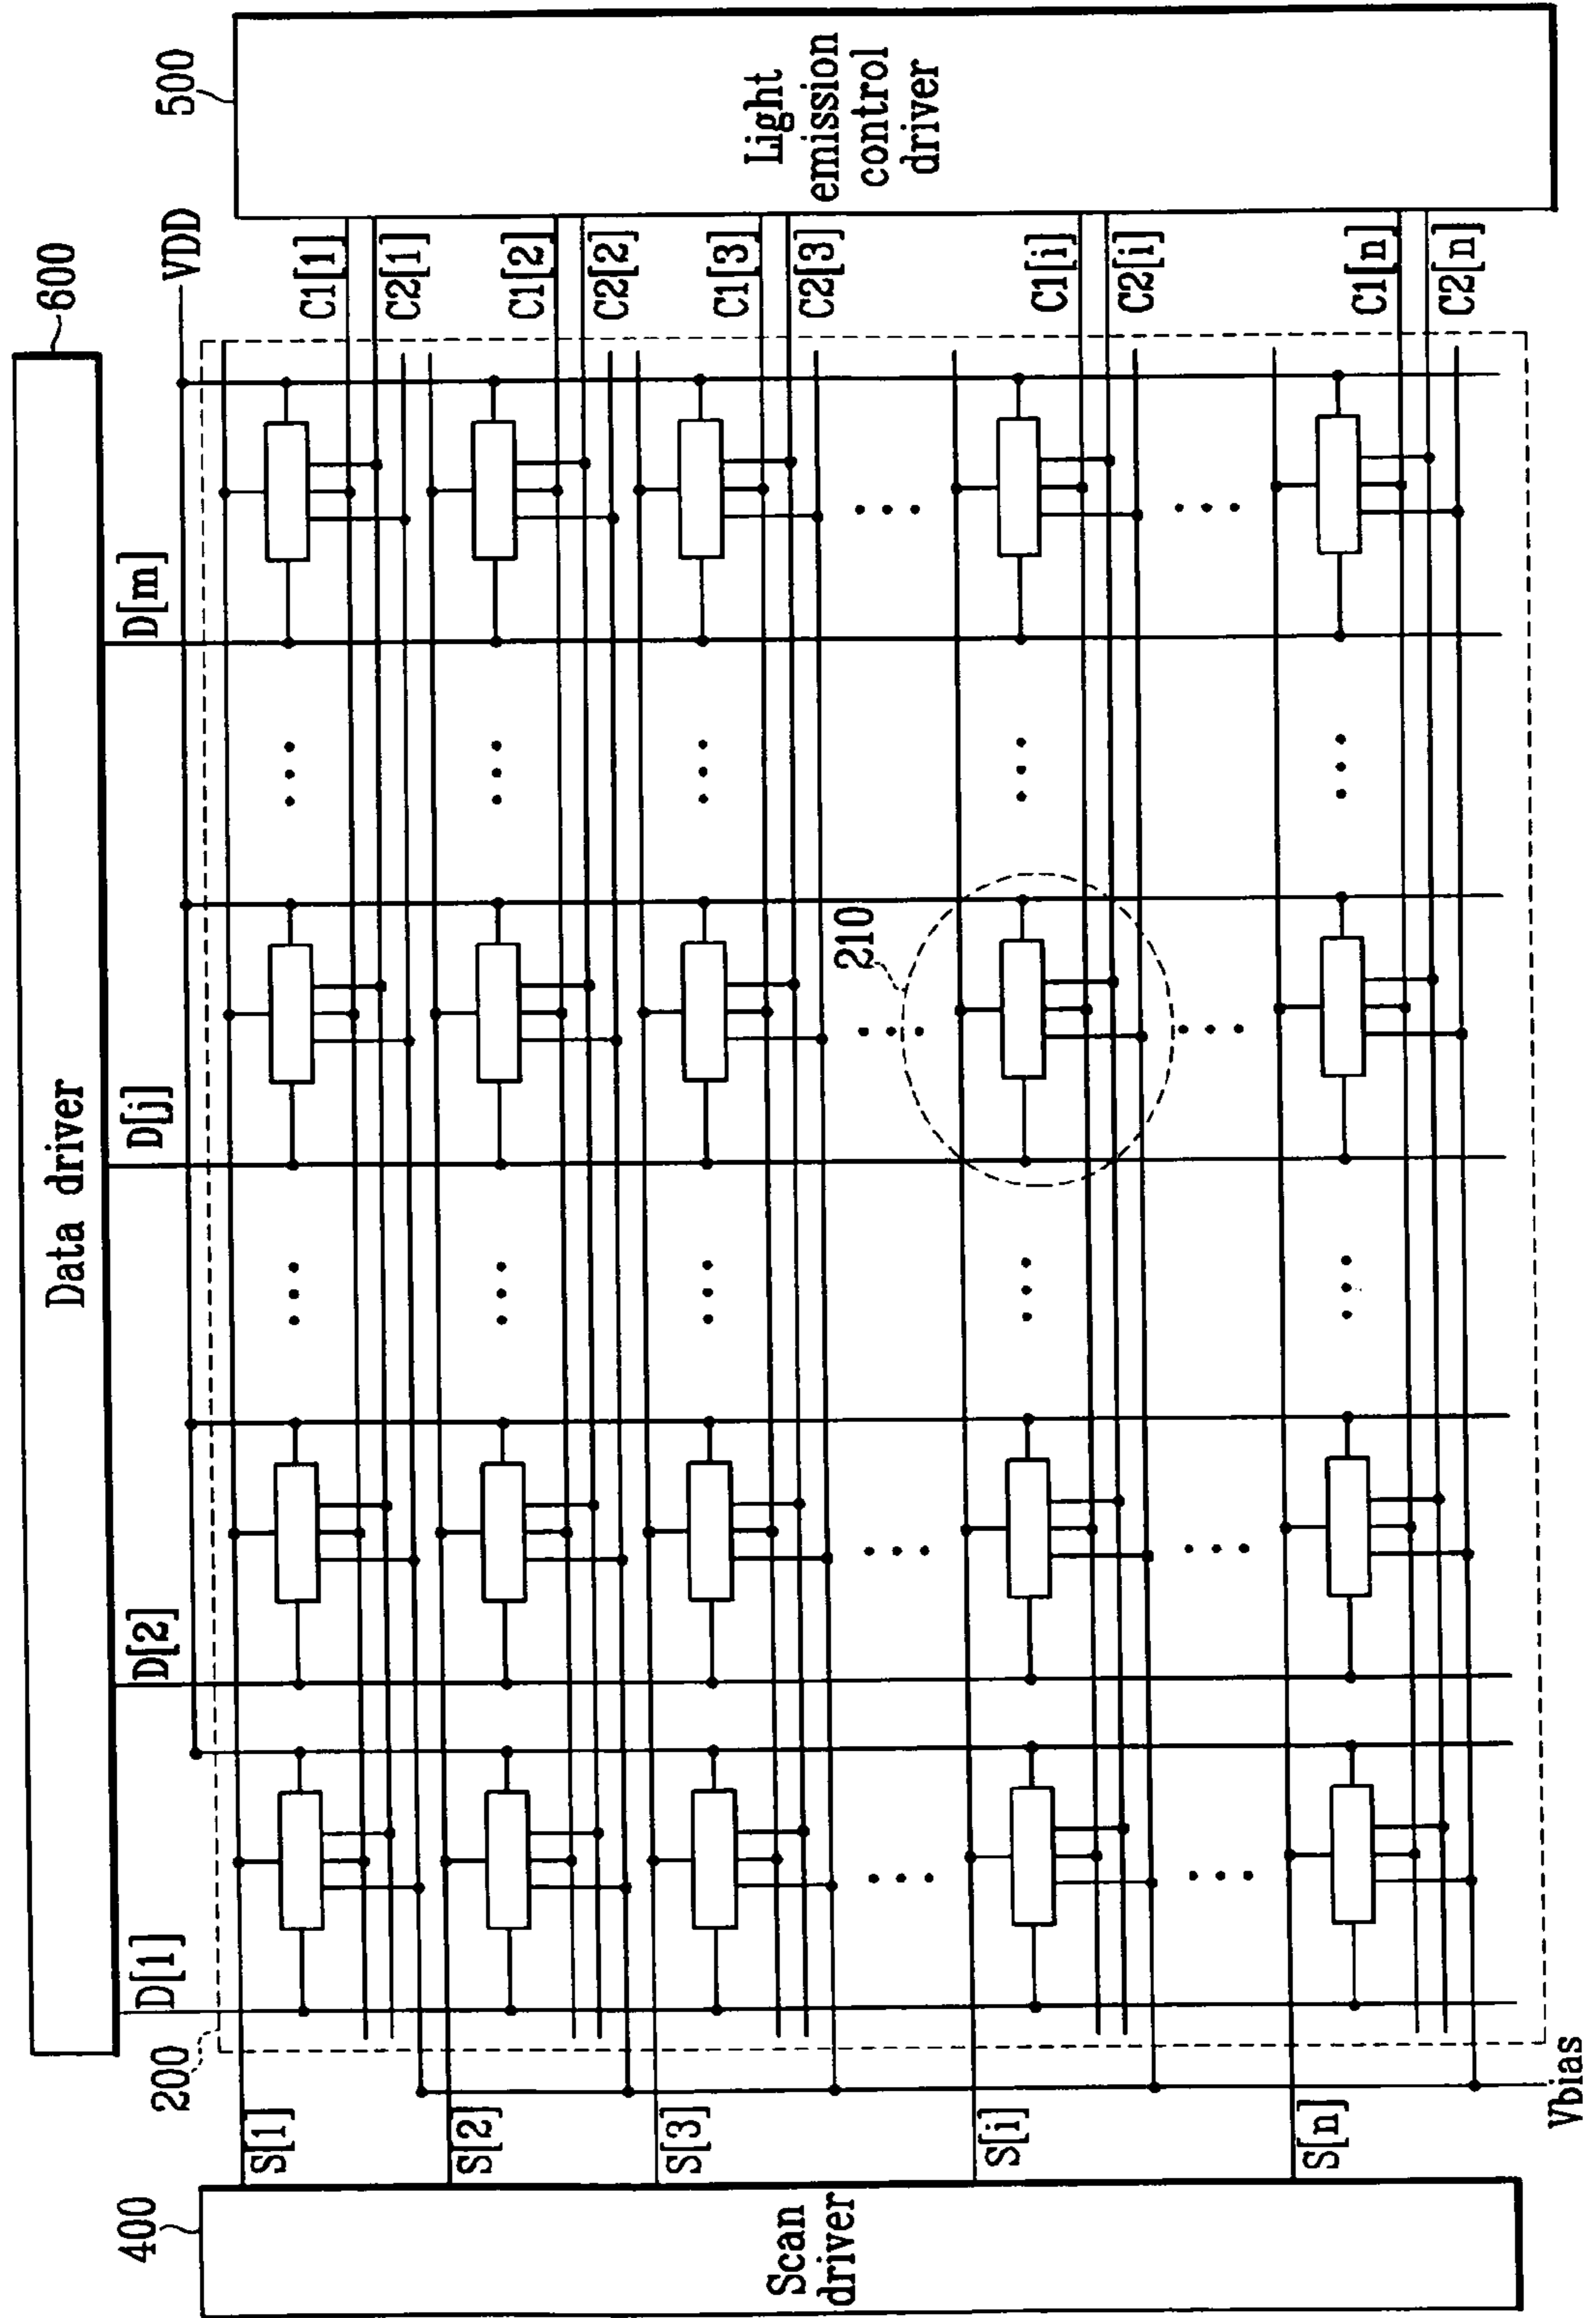 600
Data driver
D[1]
D[2]
D[j]
D[m]
VDD
200
500
400
S[1]
S[2]
S[3]
S[i]
S[n]
Scan
driver
210
C1[1]
C2[1]
C1[2]
C2[2]
C1[3]
C2[3]
C1[i]
C2[i]
C1[n]
C2[n]
Light
emission
control
driver
Vbias